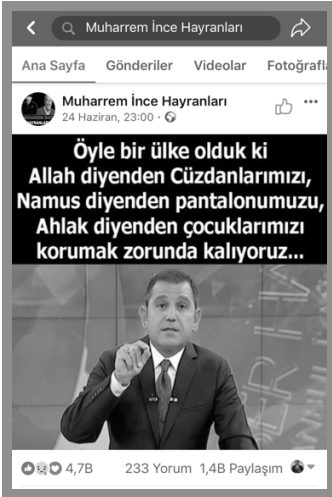 Muharrem İnce Hayranları
Ana Sayfa Gönderiler Videolar Fotoğrafla
Muharrem İnce Hayranları
24 Haziran, 23:00 ·
Öyle bir ülke olduk ki
Allah diyenden Cüzdanlarımızı,
Namus diyenden pantalonumuzu,
Ahlak diyenden çocuklarımızı
korumak zorunda kalıyoruz...
4,7B 233 Yorum 1,4B Paylaşım